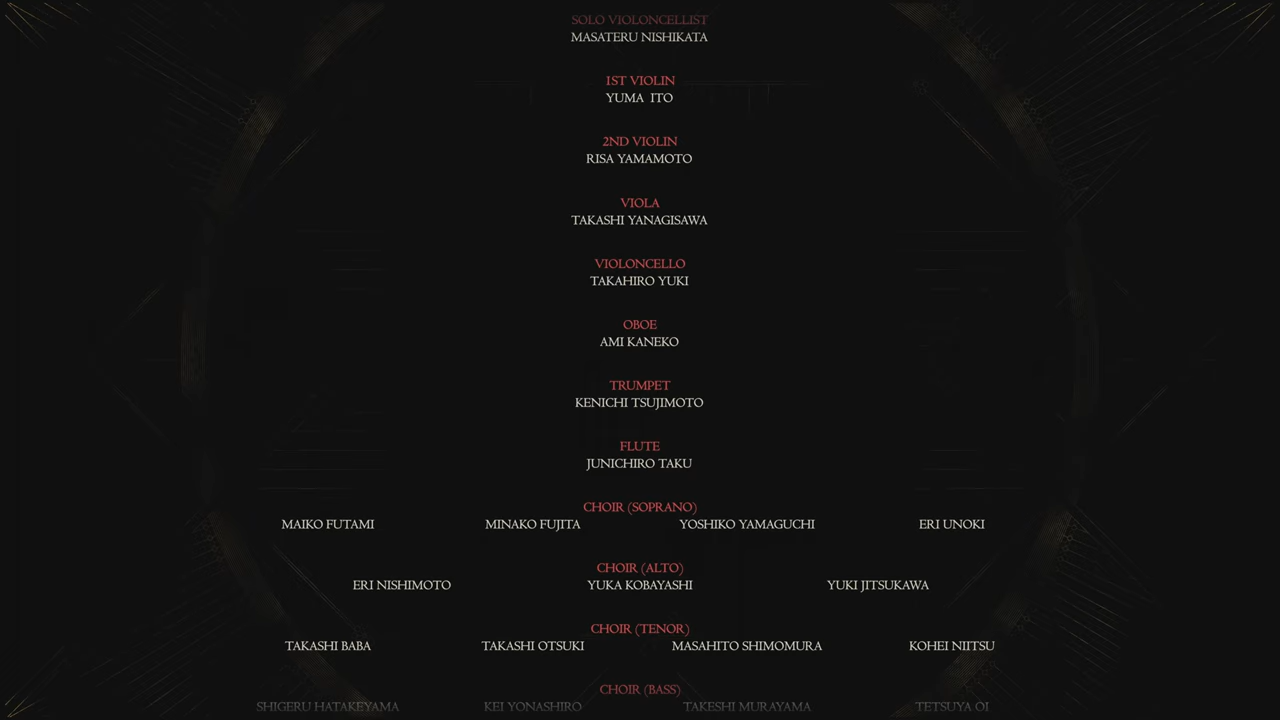 SOLO VIOLONCELLIST
MASATERU NISHIKATA
1ST VIOLIN
YUMA ITO
2ND VIOLIN
RISA YAMAMOTO
VIOLA
TAKASHI YANAGISAWA
VIOLONCELLO
TAKAHIRO YUKI
OBOE
AMI KANEKO
TRUMPET
KENICHI TSUJIMOTO
FLUTE
JUNICHIRO TAKU
CHOIR (SOPRANO)
MAIKO FUTAMI MINAKO FUJITA YOSHIKO YAMAGUCHI ERI UNOKI
CHOIR (ALTO)
ERI NISHIMOTO YUKA KOBAYASHI YUKI JITSUKAWA
CHOIR (TENOR)
TAKASHI BABA TAKASHI OTSUKI MASAHITO SHIMOMURA KOHEI NIITSU
CHOIR (BASS)
SHIGERU HATAKEYAMA KEI YONASHIRO TAKESHI MURAYAMA TETSUYA OI